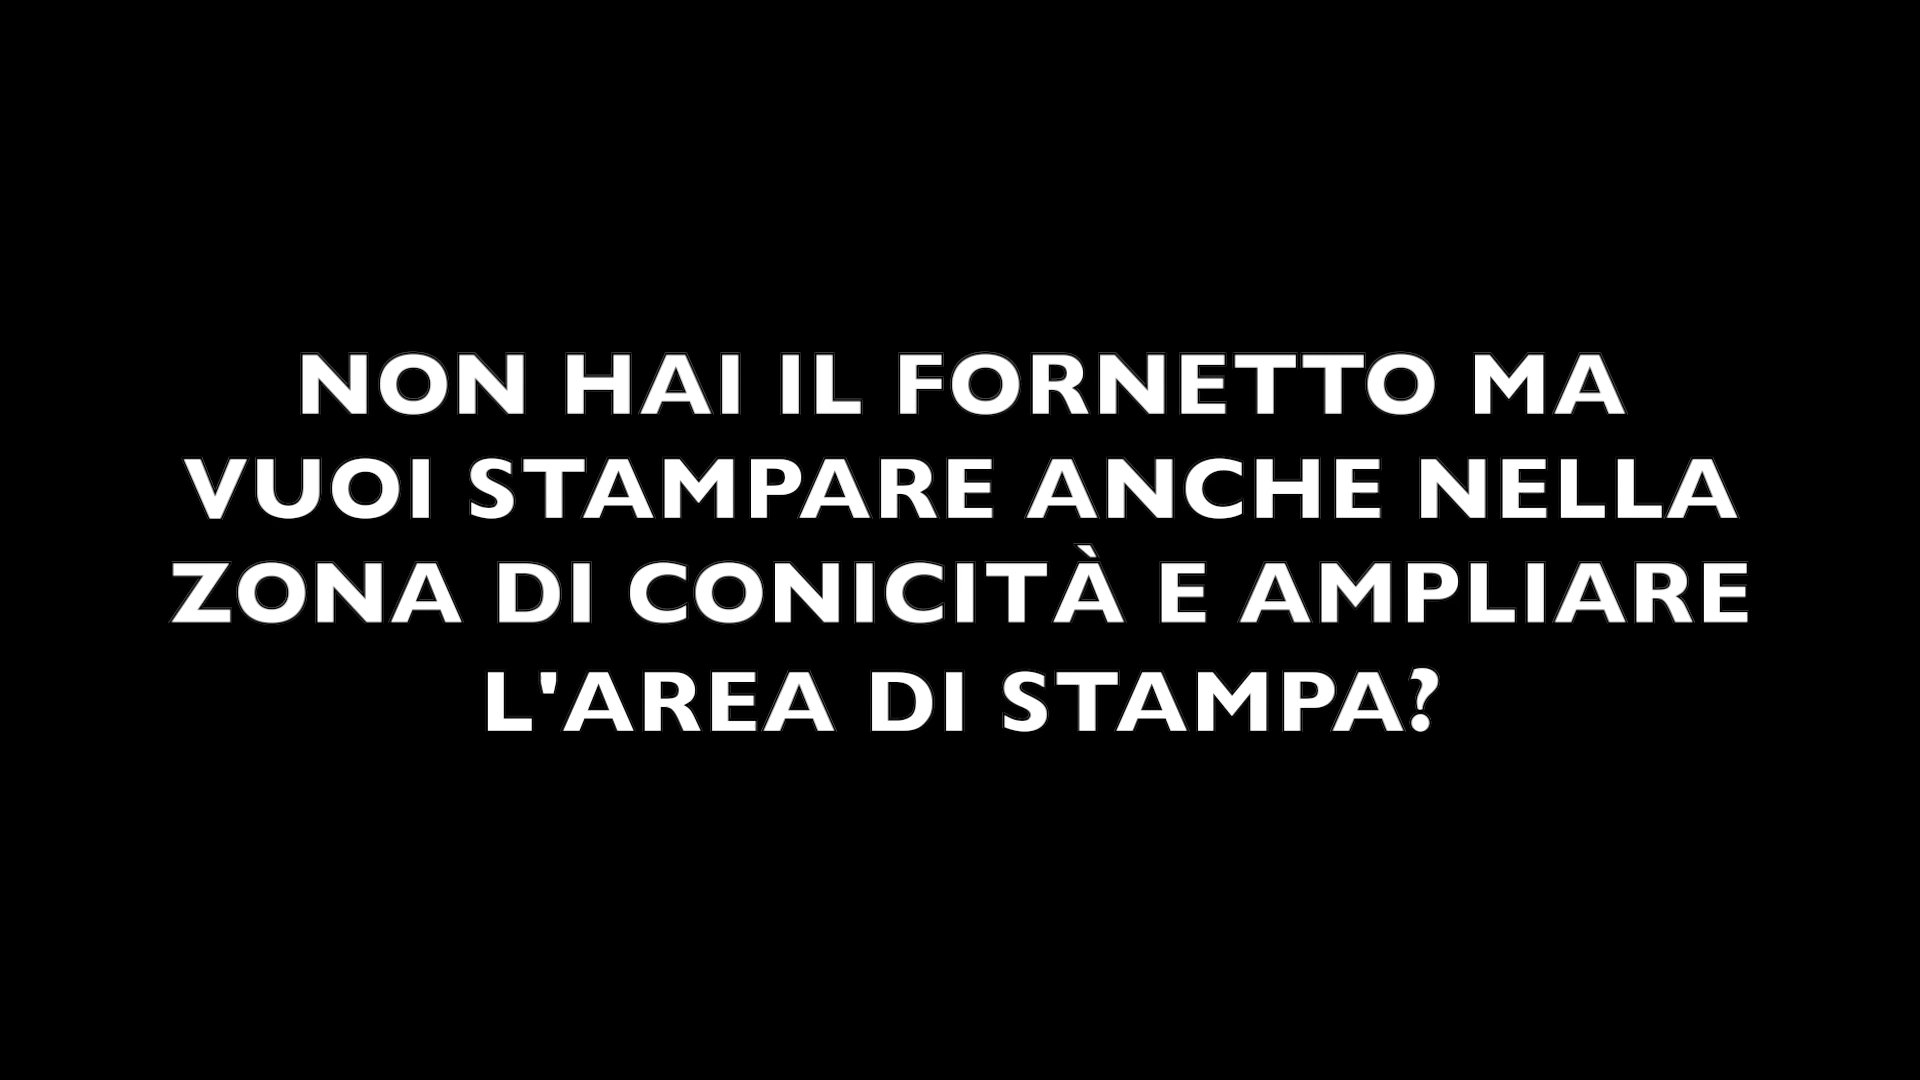 NON HAI IL FORNETTO MA
VUOI STAMPARE ANCHE NELLA
ZONA DI CONICITÀ E AMPLIARE
L'AREA DI STAMPA?